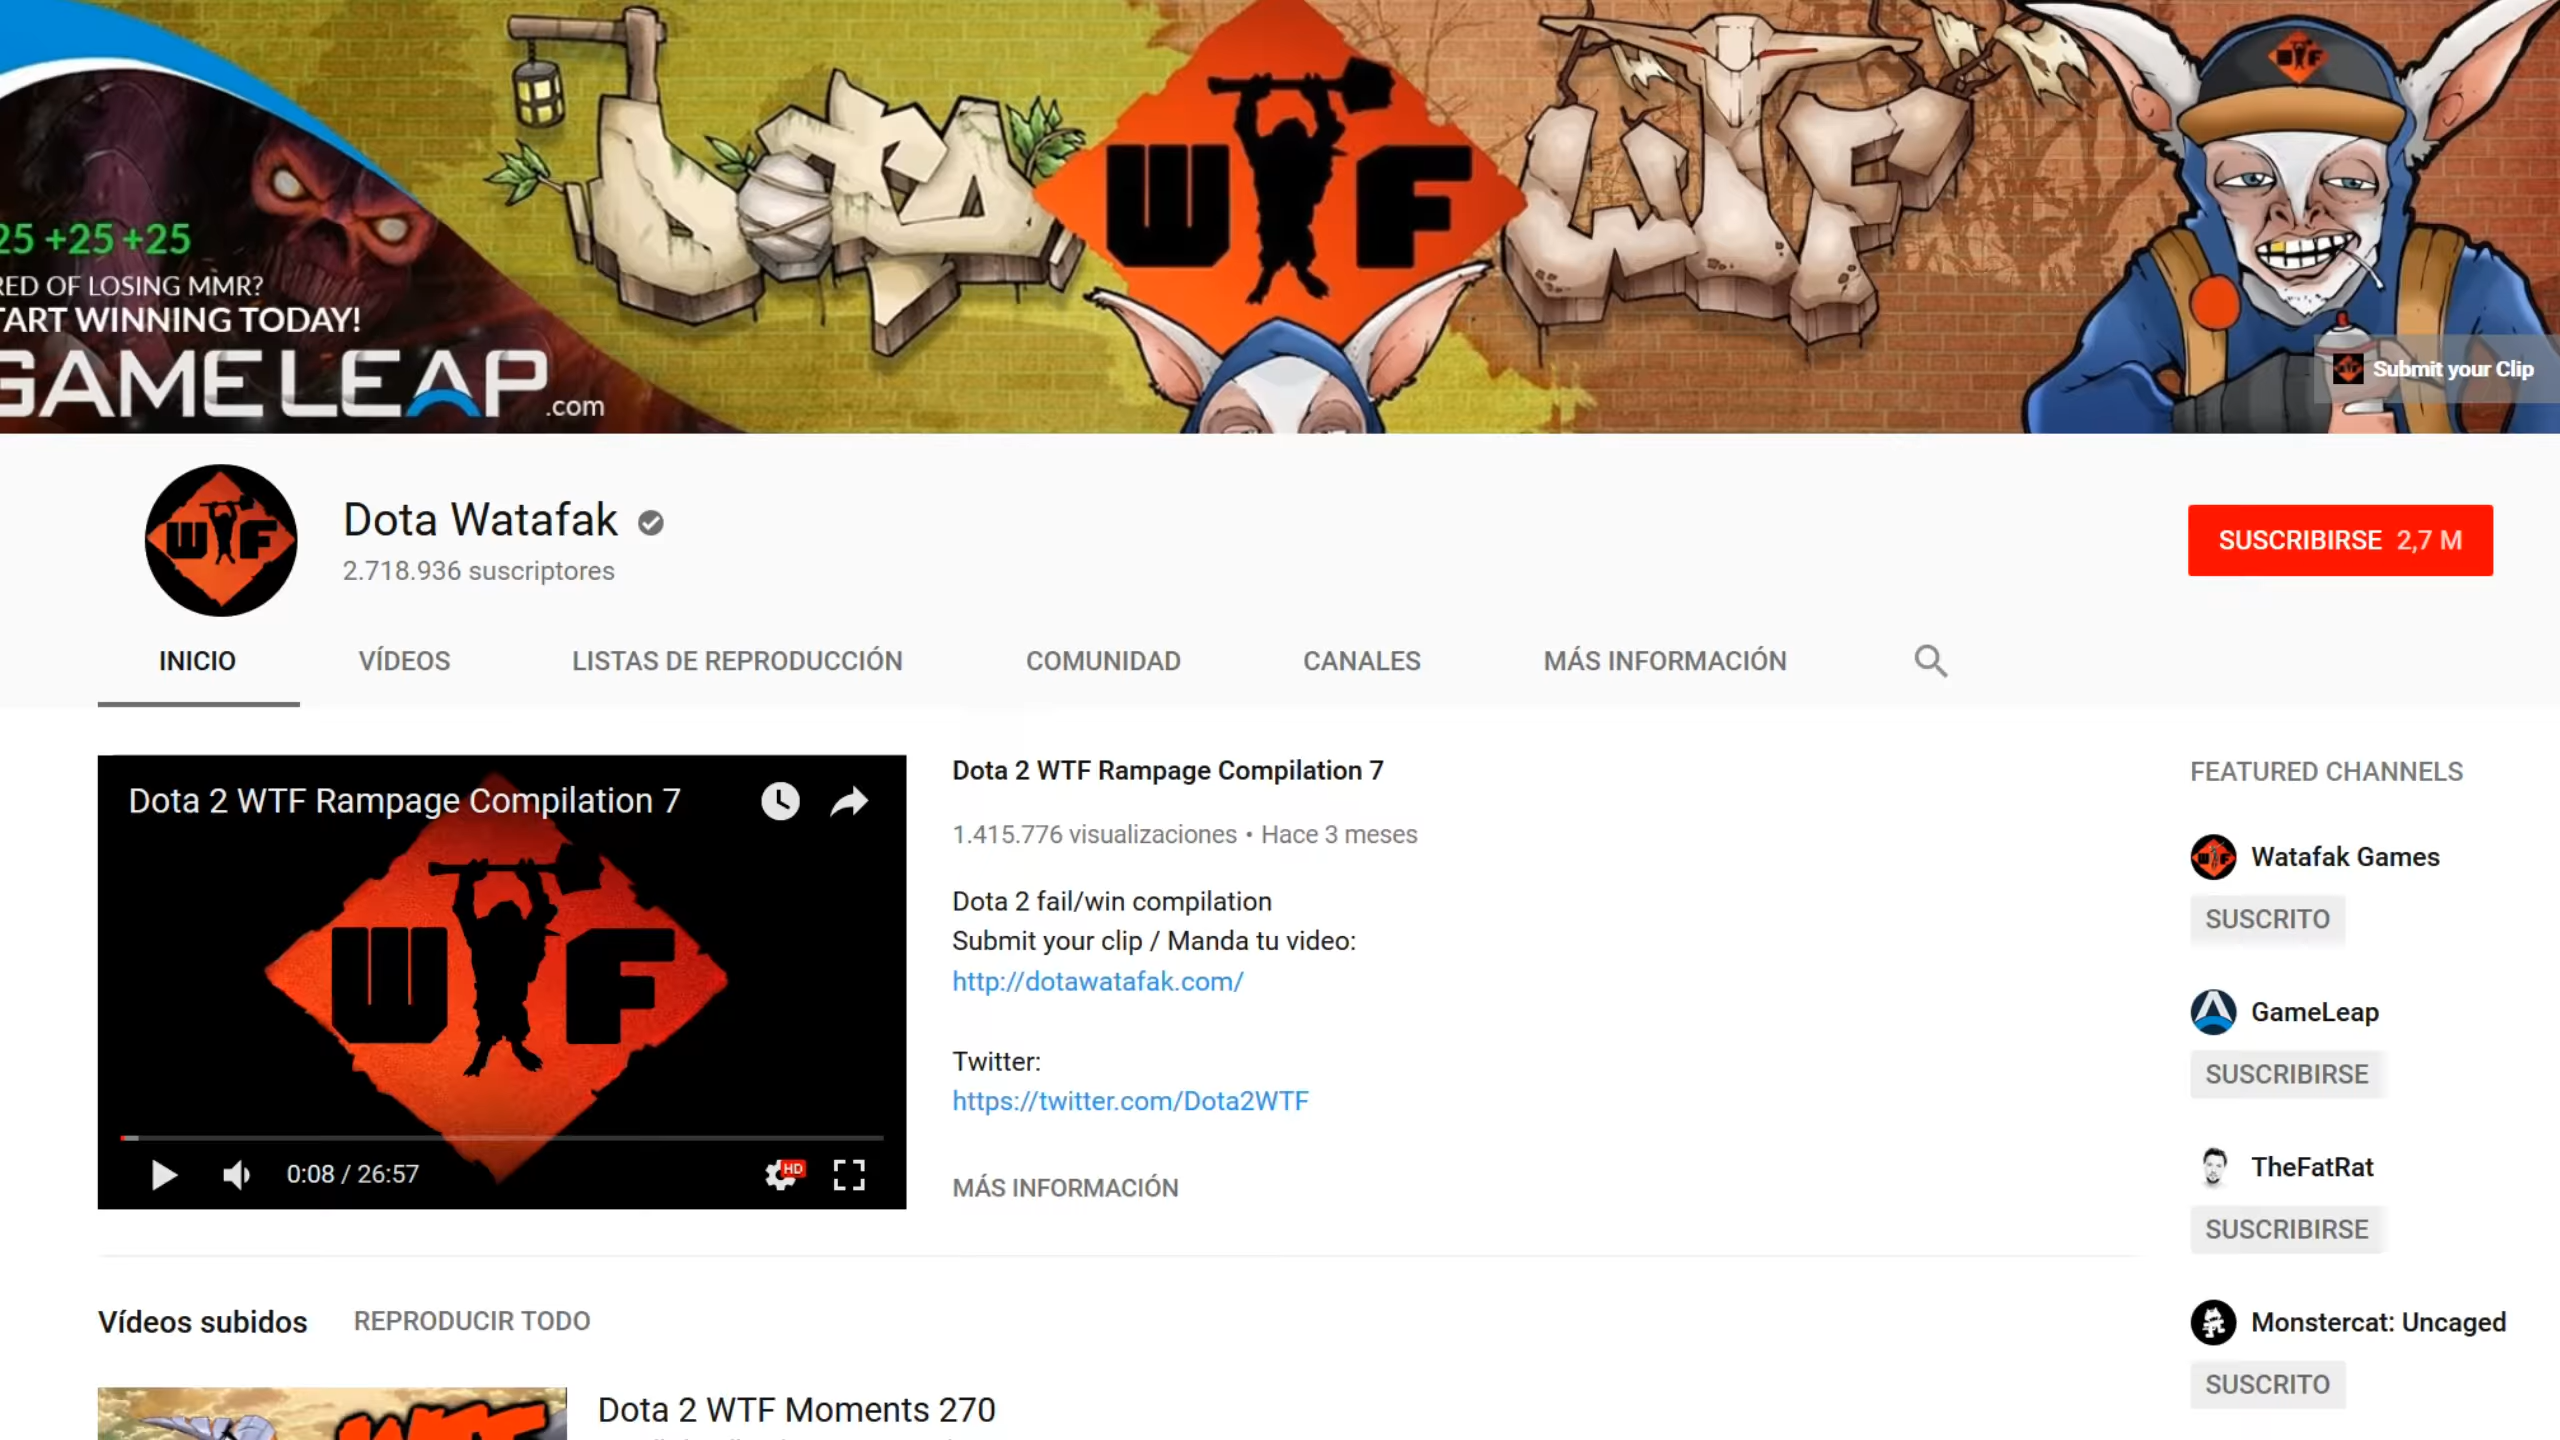 +25 +25
LOSING MMR?
WINNING TODAY!
GAMELEAP.com
DOTA
WTF
WTF
WTF
Submit your Clip
WTF
Dota Watafak
2.718.936 suscriptores
SUSCRIBIRSE 2,7 M
INICIO
VÍDEOS
LISTAS DE REPRODUCCIÓN
COMUNIDAD
CANALES
MÁS INFORMACIÓN
Dota 2 WTF Rampage Compilation 7
WTF
0:08 / 26:57
HD
Dota 2 WTF Rampage Compilation 7
1.415.776 visualizaciones • Hace 3 meses
Dota 2 fail/win compilation
Submit your clip / Manda tu video:
http://dotawatafak.com/
Twitter:
https://twitter.com/Dota2WTF
MÁS INFORMACIÓN
FEATURED CHANNELS
Watafak Games
SUSCRITO
GameLeap
SUSCRIBIRSE
TheFatRat
SUSCRIBIRSE
Monstercat: Uncaged
SUSCRITO
Vídeos subidos
REPRODUCIR TODO
Dota 2 WTF Moments 270